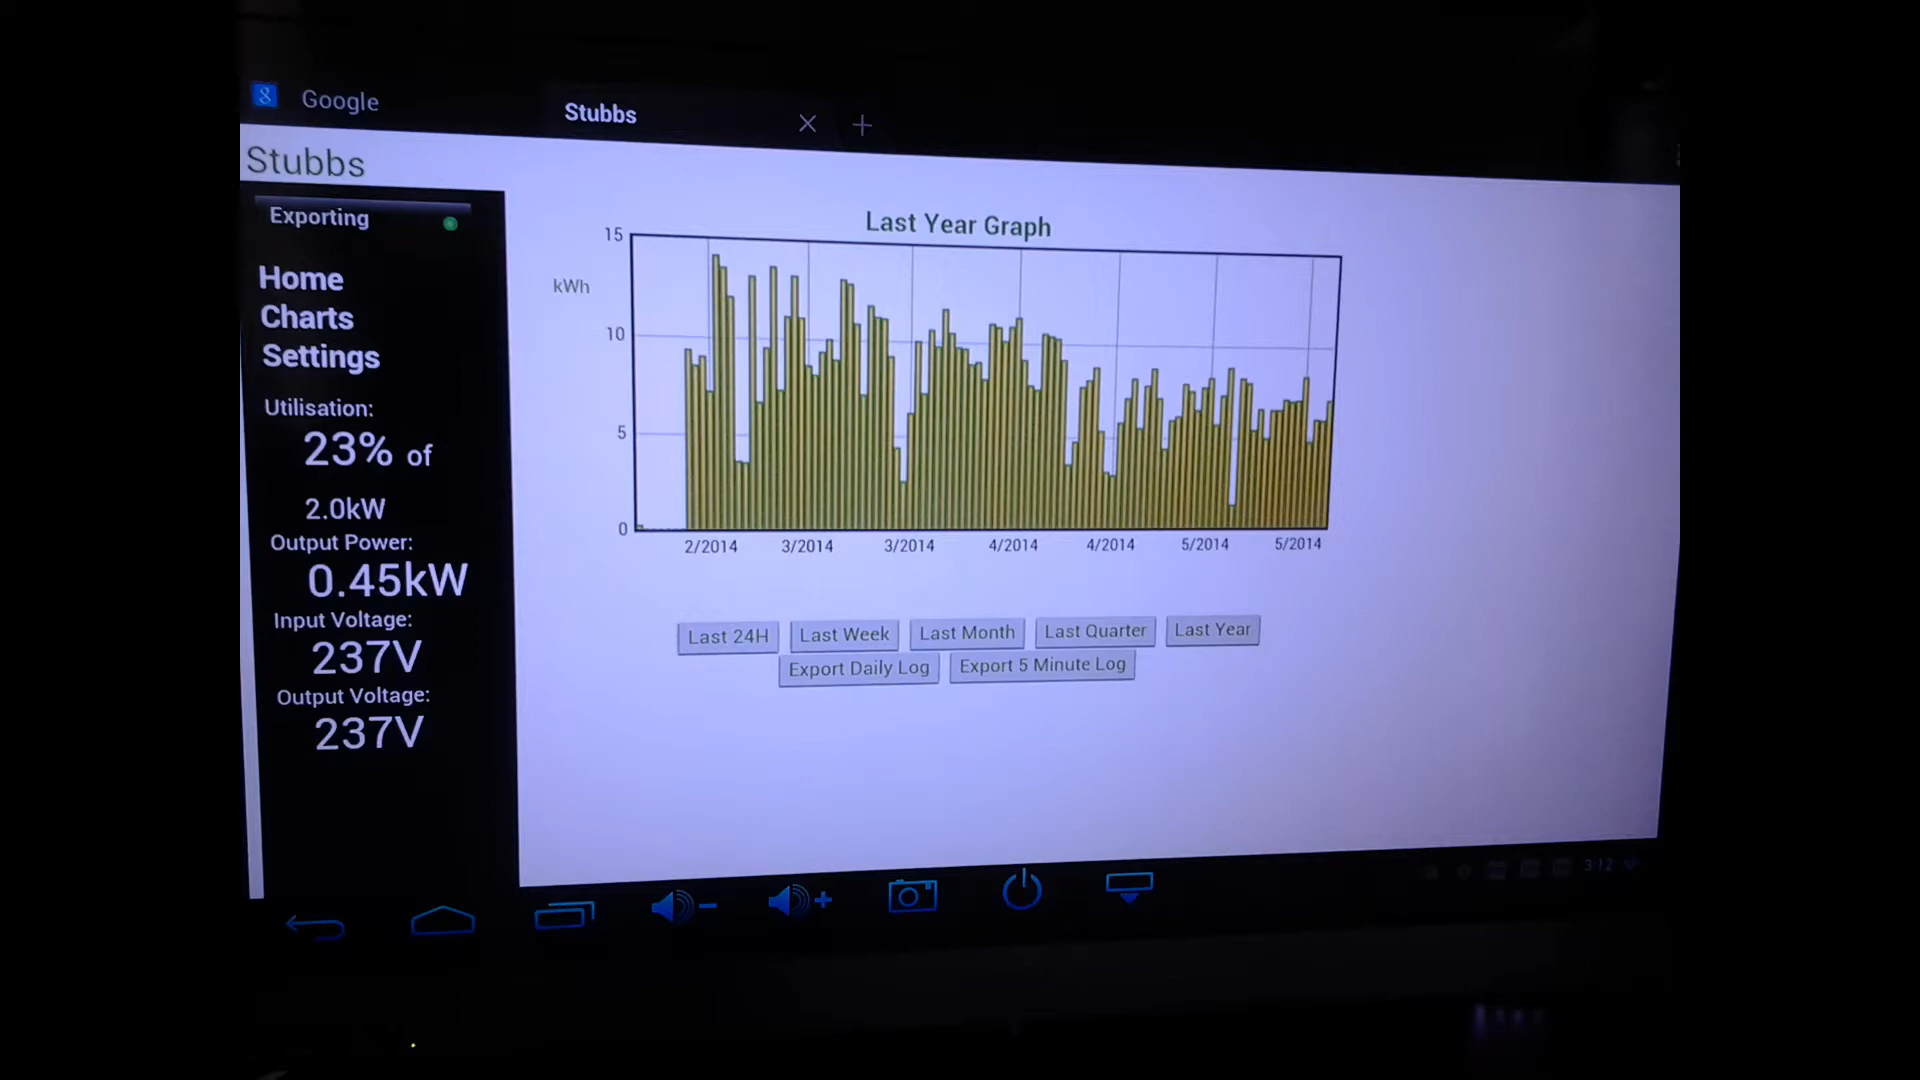 Google
Stubbs
Stubbs
Exporting
Home
Charts
Settings
Utilisation:
23% of
2.0kW
Output Power:
0.45kW
Input Voltage:
237V
Output Voltage:
237V
Last Year Graph
kWh
15
10
5
0
2/2014 3/2014 3/2014 4/2014 4/2014 5/2014 5/2014
Last 24H Last Week Last Month Last Quarter Last Year
Export Daily Log Export 5 Minute Log
3:12